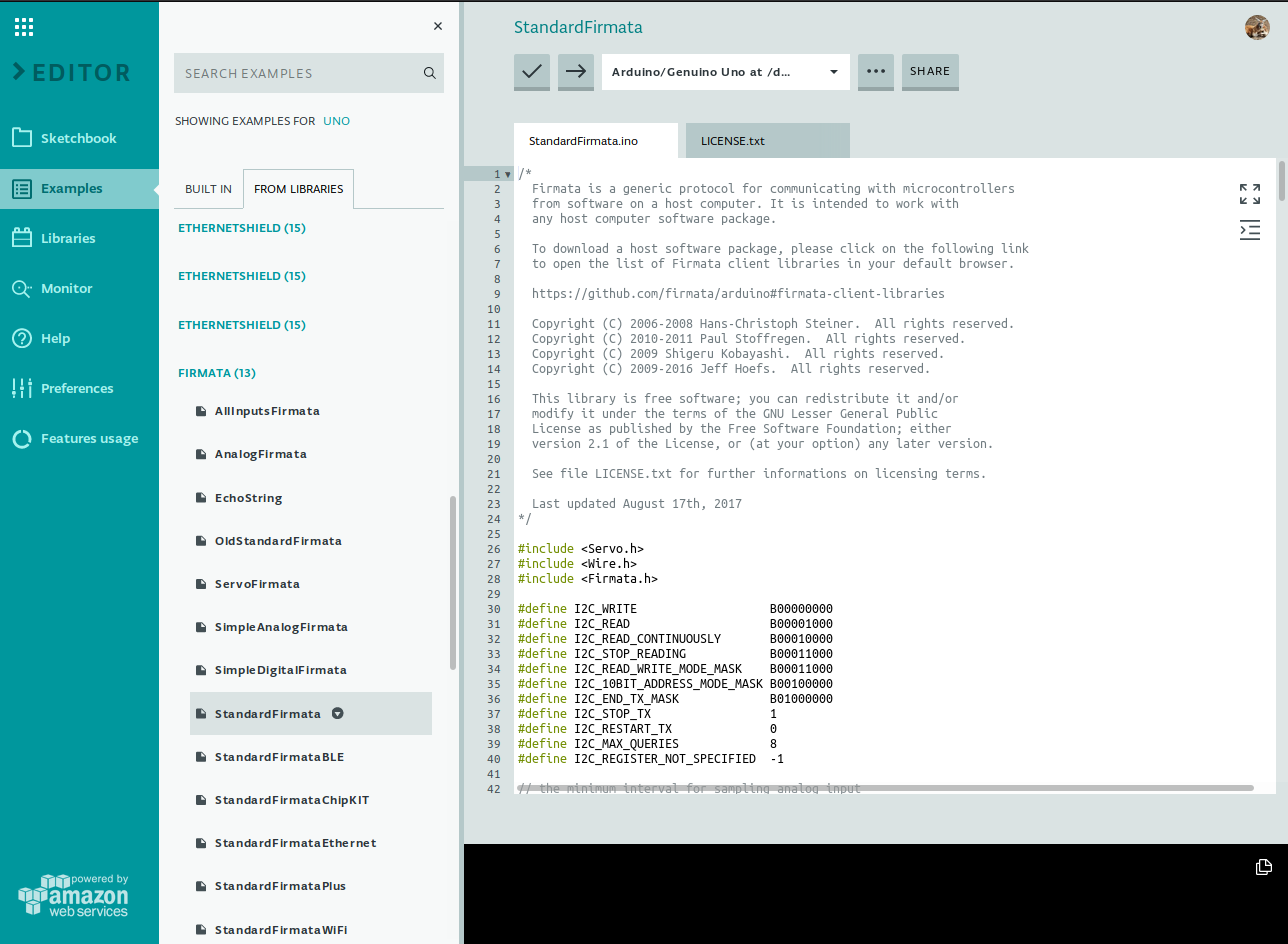 EDITOR
Sketchbook
Examples
Libraries
Monitor
Help
Preferences
Features usage
powered by
amazon
web services
SEARCH EXAMPLES
SHOWING EXAMPLES FOR UNO
BUILT IN
FROM LIBRARIES
ETHERNETSHIELD (15)
ETHERNETSHIELD (15)
ETHERNETSHIELD (15)
FIRMATA (13)
AllInputsFirmata
AnalogFirmata
EchoString
OldStandardFirmata
ServoFirmata
SimpleAnalogFirmata
SimpleDigitalFirmata
StandardFirmata
StandardFirmataBLE
StandardFirmataChipKIT
StandardFirmataEthernet
StandardFirmataPlus
StandardFirmataWiFi
StandardFirmata
Arduino/Genuino Uno at /d...
SHARE
StandardFirmata.ino
LICENSE.txt
1 /*
2 Firmata is a generic protocol for communicating with microcontrollers
3 from software on a host computer. It is intended to work with
4 any host computer software package.
5
6 To download a host software package, please click on the following link
7 to open the list of Firmata client libraries in your default browser.
8
9 https://github.com/firmata/arduino#firmata-client-libraries
10
11 Copyright (C) 2006-2008 Hans-Christoph Steiner.  All rights reserved.
12 Copyright (C) 2010-2011 Paul Stoffregen.  All rights reserved.
13 Copyright (C) 2009 Shigeru Kobayashi.  All rights reserved.
14 Copyright (C) 2009-2016 Jeff Hoefs.  All rights reserved.
15
16 This library is free software; you can redistribute it and/or
17 modify it under the terms of the GNU Lesser General Public
18 License as published by the Free Software Foundation; either
19 version 2.1 of the License, or (at your option) any later version.
20
21 See file LICENSE.txt for further informations on licensing terms.
22
23 Last updated August 17th, 2017
24 */
25
26 #include <Servo.h>
27 #include <Wire.h>
28 #include <Firmata.h>
29
30 #define I2C_WRITE B00000000
31 #define I2C_READ B00001000
32 #define I2C_READ_CONTINUOUSLY B00010000
33 #define I2C_STOP_READING B00011000
34 #define I2C_READ_WRITE_MODE_MASK B00011000
35 #define I2C_10BIT_ADDRESS_MODE_MASK B00100000
36 #define I2C_END_TX_MASK B01000000
37 #define I2C_STOP_TX 1
38 #define I2C_RESTART_TX 0
39 #define I2C_MAX_QUERIES 8
40 #define I2C_REGISTER_NOT_SPECIFIED -1
41
42 // the minimum interval for sampling analog input